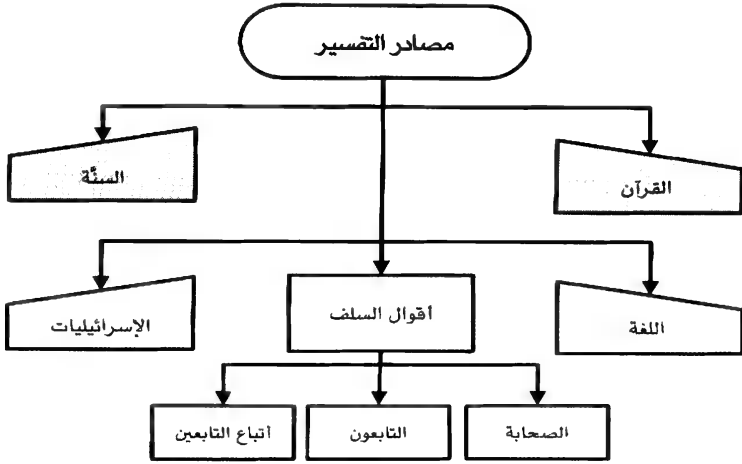 مصادر التفسير
القرآن
السنَّة
اللغة
أقوال السلف
الإسرائيليات
الصحابة
التابعون
أتباع التابعين